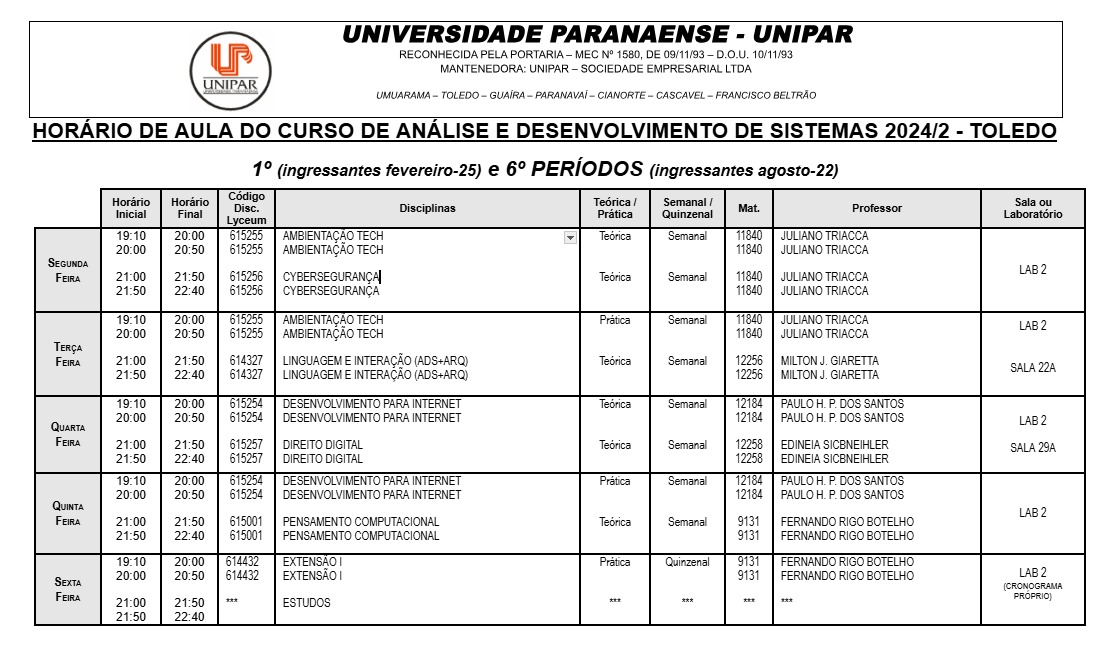 UNIPAR
UNIVERSIDADE PARANAENSE - UNIPAR
RECONHECIDA PELA PORTARIA – MEC Nº 1580, DE 09/11/93 – D.O.U. 10/11/93
MANTENEDORA: UNIPAR – SOCIEDADE EMPRESARIAL LTDA
UMUARAMA – TOLEDO – GUAÍRA – PARANAVAÍ – CIANORTE – CASCAVEL – FRANCISCO BELTRÃO
HORÁRIO DE AULA DO CURSO DE ANÁLISE E DESENVOLVIMENTO DE SISTEMAS 2024/2 - TOLEDO
1º (ingressantes fevereiro-25) e 6º PERÍODOS (ingressantes agosto-22)
Horário Inicial Horário Final Código Disc. Lyceum Disciplinas Teórica / Prática Semanal / Quinzenal Mat. Professor Sala ou Laboratório
SEGUNDA FEIRA
19:10 20:00 615255 AMBIENTAÇÃO TECH Teórica Semanal 11840 JULIANO TRIACCA
20:00 20:50 615255 AMBIENTAÇÃO TECH 11840 JULIANO TRIACCA
LAB 2
21:00 21:50 615256 CYBERSEGURANÇA Teórica Semanal 11840 JULIANO TRIACCA
21:50 22:40 615256 CYBERSEGURANÇA 11840 JULIANO TRIACCA
TERÇA FEIRA
19:10 20:00 615255 AMBIENTAÇÃO TECH Prática Semanal 11840 JULIANO TRIACCA LAB 2
20:00 20:50 615255 AMBIENTAÇÃO TECH 11840 JULIANO TRIACCA
21:00 21:50 614327 LINGUAGEM E INTERAÇÃO (ADS+ARQ) Teórica Semanal 12256 MILTON J. GIARETTA SALA 22A
21:50 22:40 614327 LINGUAGEM E INTERAÇÃO (ADS+ARQ) 12256 MILTON J. GIARETTA
QUARTA FEIRA
19:10 20:00 615254 DESENVOLVIMENTO PARA INTERNET Teórica Semanal 12184 PAULO H. P. DOS SANTOS
20:00 20:50 615254 DESENVOLVIMENTO PARA INTERNET 12184 PAULO H. P. DOS SANTOS LAB 2
21:00 21:50 615257 DIREITO DIGITAL Teórica Semanal 12258 EDINEIA SICBNEIHLER SALA 29A
21:50 22:40 615257 DIREITO DIGITAL 12258 EDINEIA SICBNEIHLER
QUINTA FEIRA
19:10 20:00 615254 DESENVOLVIMENTO PARA INTERNET Prática Semanal 12184 PAULO H. P. DOS SANTOS
20:00 20:50 615254 DESENVOLVIMENTO PARA INTERNET 12184 PAULO H. P. DOS SANTOS
LAB 2
21:00 21:50 615001 PENSAMENTO COMPUTACIONAL Teórica Semanal 9131 FERNANDO RIGO BOTELHO
21:50 22:40 615001 PENSAMENTO COMPUTACIONAL 9131 FERNANDO RIGO BOTELHO
SEXTA FEIRA
19:10 20:00 614432 EXTENSÃO I Prática Quinzenal 9131 FERNANDO RIGO BOTELHO
20:00 20:50 614432 EXTENSÃO I 9131 FERNANDO RIGO BOTELHO
LAB 2
(CRONOGRAMA PRÓPRIO)
21:00 21:50 *** ESTUDOS *** *** *** ***
21:50 22:40